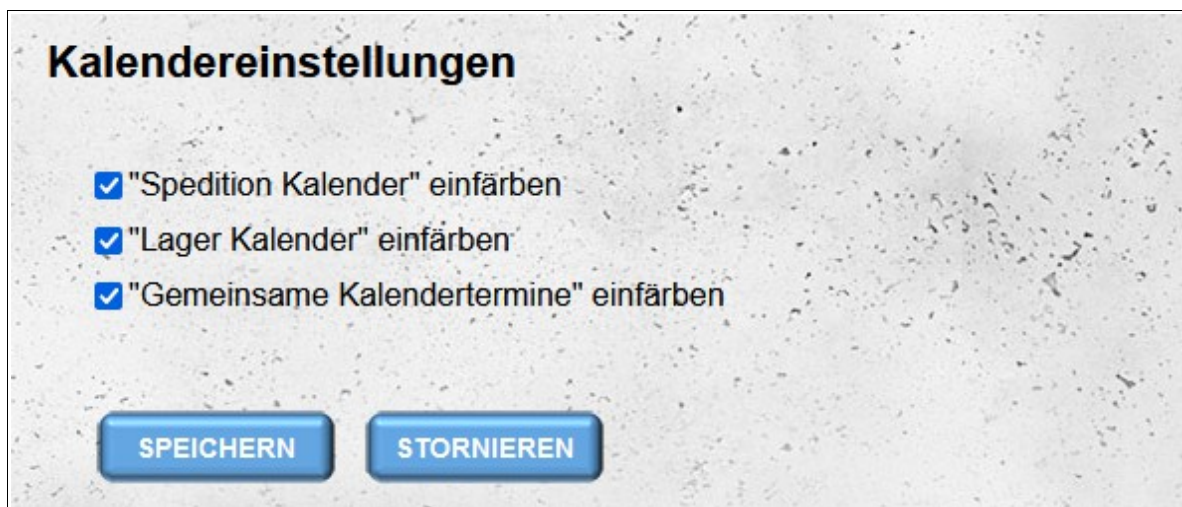 Kalendereinstellungen
"Spedition Kalender" einfärben
"Lager Kalender" einfärben
"Gemeinsame Kalendertermine" einfärben
SPEICHERN STORNIEREN